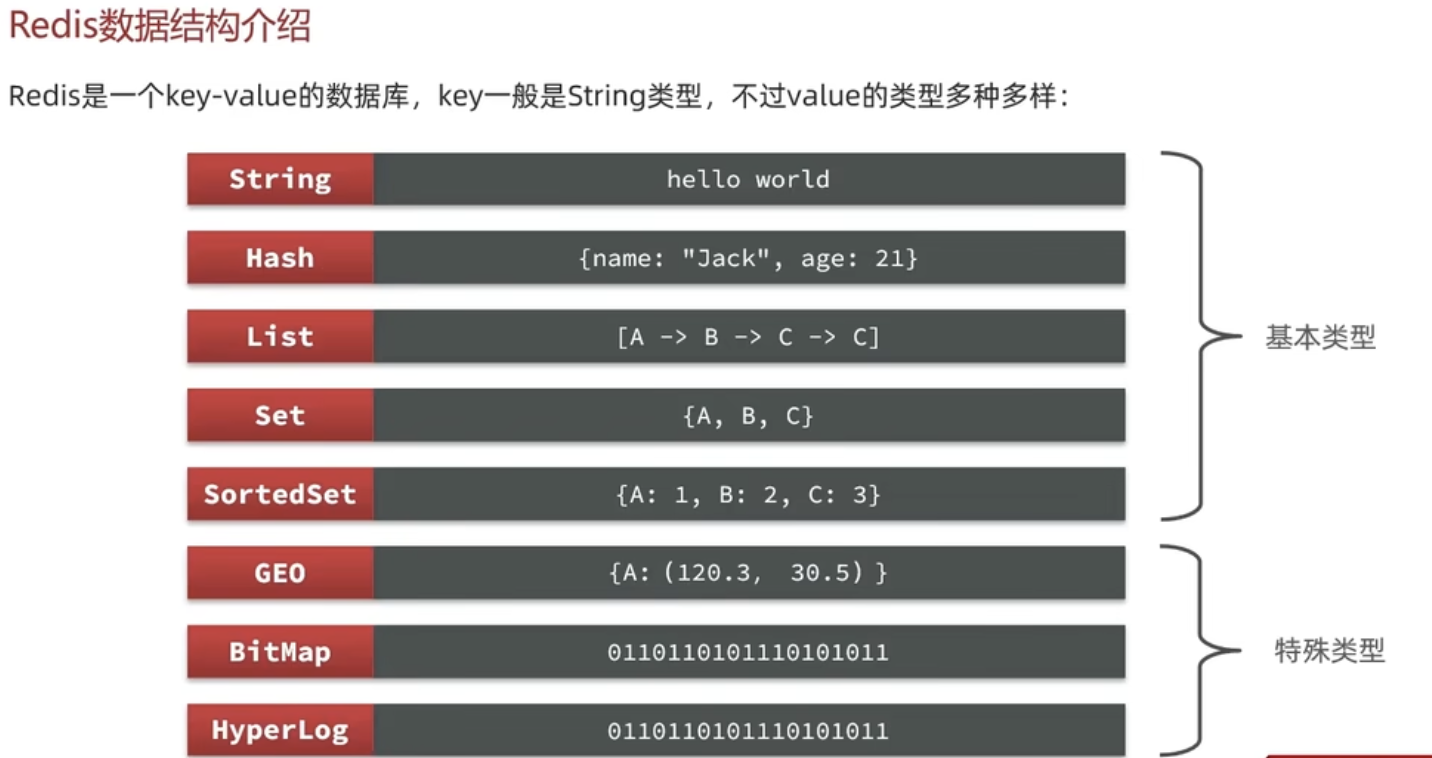 Redis数据结构介绍
Redis是一个key-value的数据库，key一般是String类型，不过value的类型多种多样：
String hello world
Hash {name: "Jack", age: 21}
List [A -> B -> C -> C]
Set {A, B, C}
SortedSet {A: 1, B: 2, C: 3}
基本类型
GEO {A:（120.3, 30.5）}
BitMap 0110110101110101011
HyperLog 0110110101110101011
特殊类型